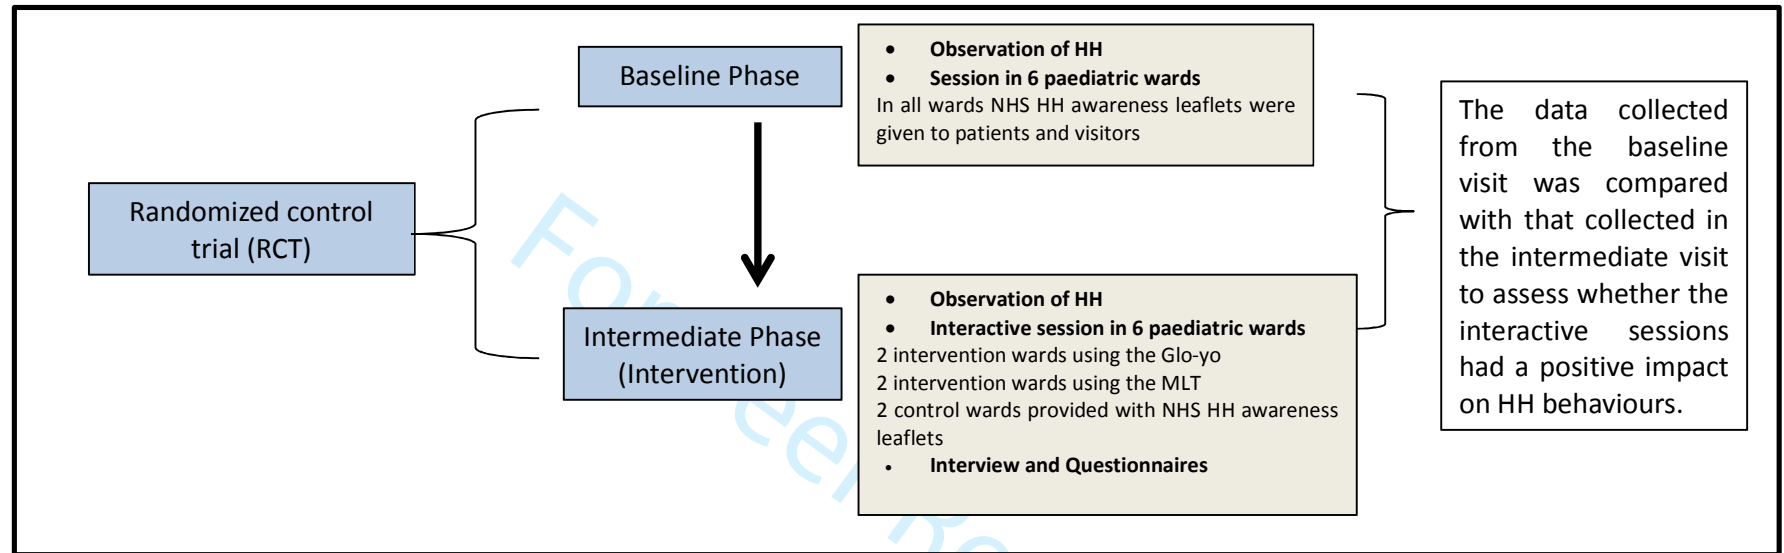 Randomized control
trial (RCT)
Baseline Phase
• Observation of HH
• Session in 6 paediatric wards
In all wards NHS HH awareness leaflets were
given to patients and visitors
Intermediate Phase
(Intervention)
• Observation of HH
• Interactive session in 6 paediatric wards
2 intervention wards using the Glo-yo
2 intervention wards using the MLT
2 control wards provided with NHS HH awareness
leaflets
• Interview and Questionnaires
The data collected
from the baseline
visit was compared
with that collected in
the intermediate visit
to assess whether the
interactive sessions
had a positive impact
on HH behaviours.